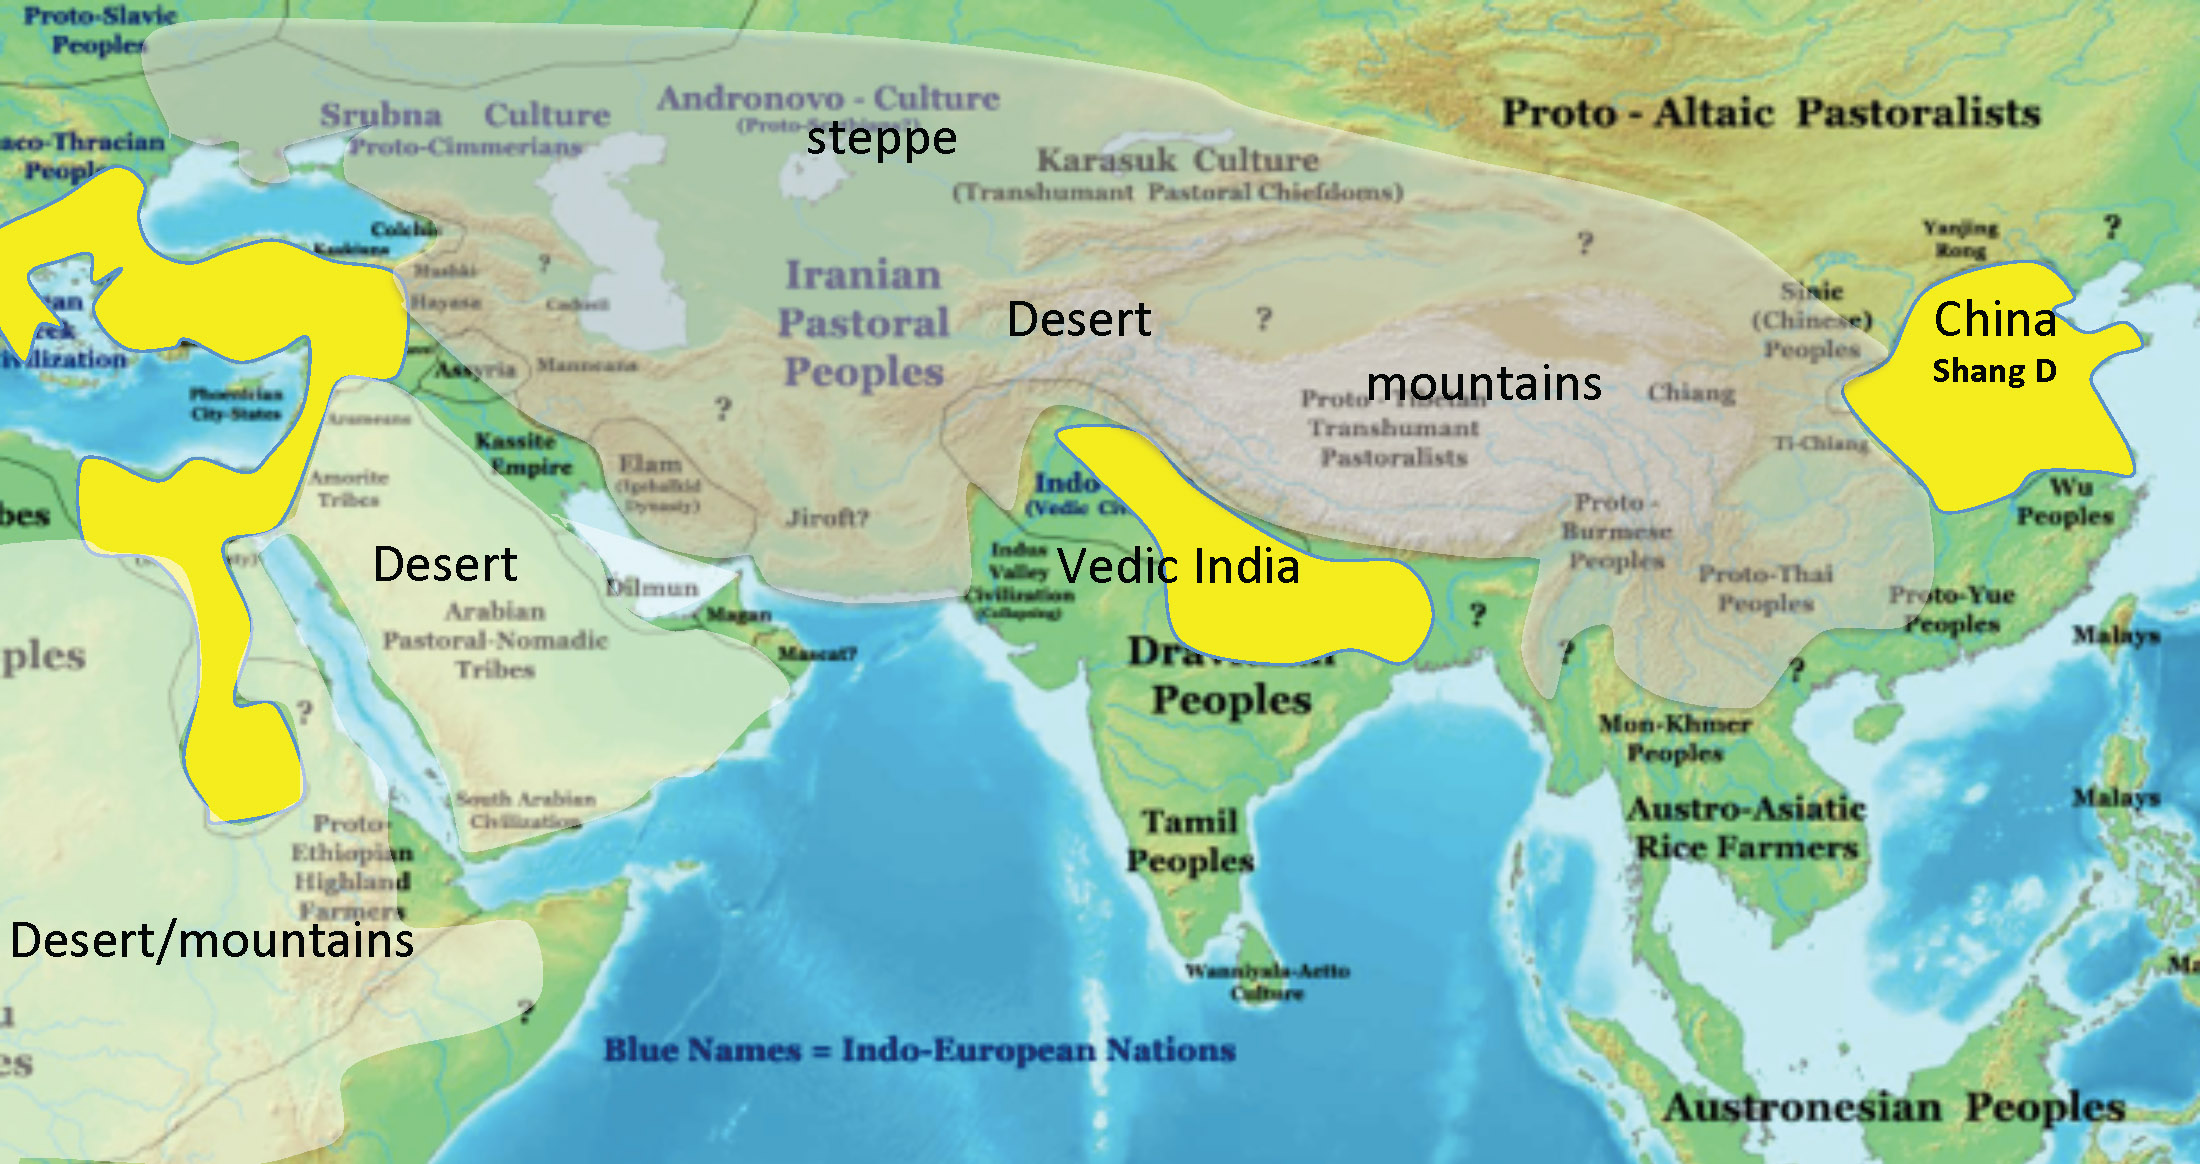 Proto-Slavic
Peoples
aco-Thracian
Peopl
Srubna Culture
Proto-Cimmerians
Andronovo - Culture
steppe
Karasuk Culture
(Transhumant Pastoral Chiefdoms)
Proto - Altaic Pastoralists
Colchis
Kaskians
Mushki
Hayasa
?
Cadusii
Iranian
Pastoral
Peoples
Desert
?
?
Yanjing
Rong
?
Sinic
(Chinese)
Peoples
China
Shang D
an
ek
ivilization
Phoenician
City-States
Assyria
Manneans
Arameans
Amorite
Tribes
Kassite
Empire
?
Elam
(Igehalkid
Dynasty)
Jiroft?
mountains
Proto-Tibetan
Transhumant
Pastoralists
Chiang
Ti-Chiang
Indo
(Vedic Civ
Vedic India
Indus
Valley
Civilization
(Collapsing)
Proto -
Burmese
Peoples
Proto-Thai
Peoples
Wu
Peoples
Proto-Yue
Peoples
Malays
bes
ples
Desert
Arabian
Pastoral-Nomadic
Tribes
Dilmun
Magan
Mascat?
?
Dra
Peoples
?
?
?
Mon-Khmer
Peoples
Malays
South Arabian
Civilization
Proto-
Ethiopian
Highland
Farmers
Desert/mountains
Tamil
Peoples
Austro-Asiatic
Rice Farmers
Wanniyala-Aetto
Culture
Ma
?
u
es
Blue Names = Indo-European Nations
Austronesian Peoples